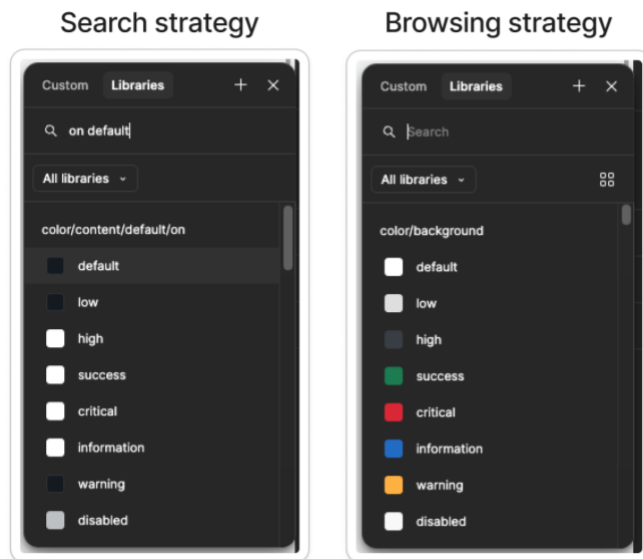 Search strategy
Custom Libraries
on default
All libraries
color/content/default/on
default
low
high
success
critical
information
warning
disabled
Browsing strategy
Custom Libraries
Search
All libraries
color/background
default
low
high
success
critical
information
warning
disabled